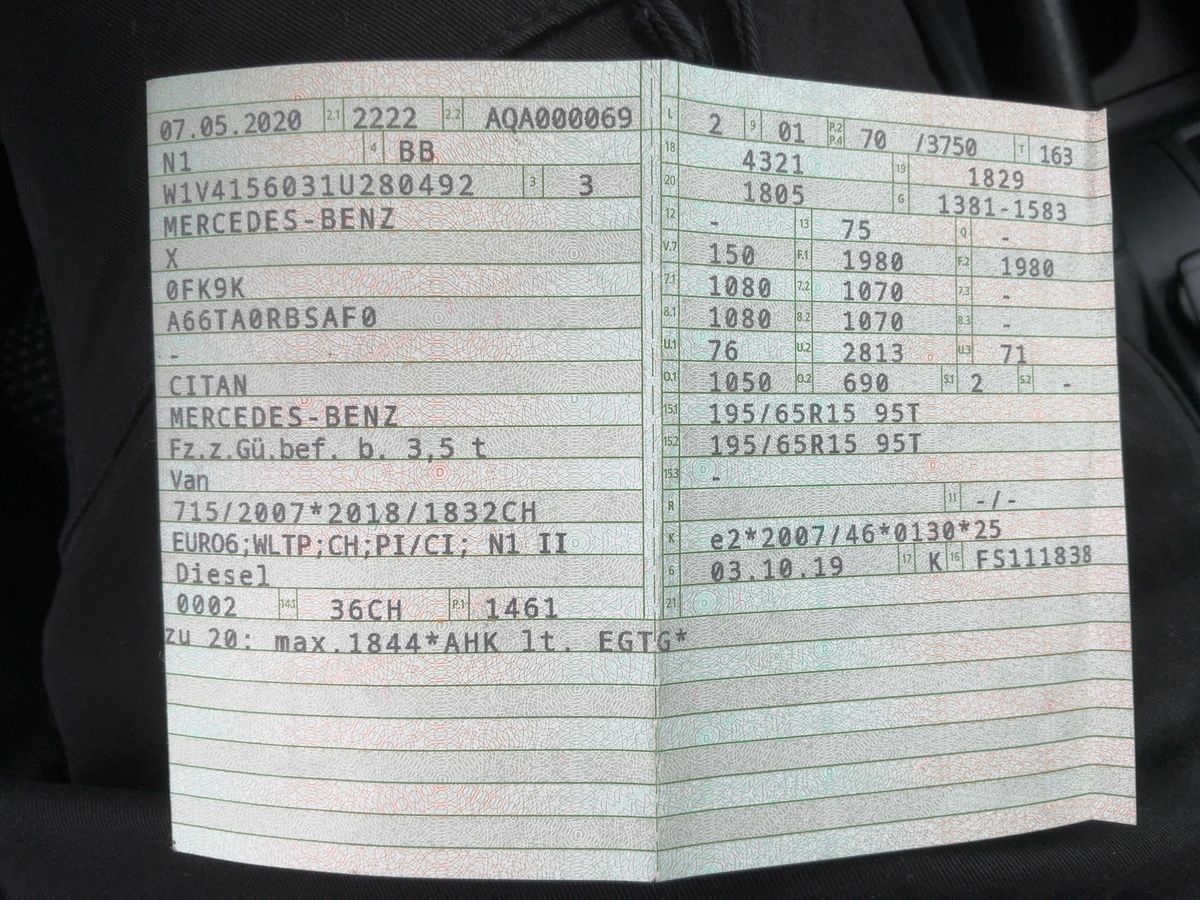 07.05.2020 2.1 2222 2.2 AQA000069
N1 4 BB
W1V4156031U280492 3 3
MERCEDES-BENZ
X
0FK9K
A66TA0RBSAF0
-
CITAN
MERCEDES-BENZ
Fz.z.Gü.bef. b. 3,5 t
Van
715/2007*2018/1832CH
EURO6;WLTP;CH;PI/CI; N1 II
Diesel
0002 14.1 36CH P.1 1461
zu 20: max.1844*AHK lt. EGTG*
L 2 9 01 P.2 P.4 70 /3750 T 163
18 4321 19 1829
20 1805 G 1381-1583
12 - 13 75 Q -
V.7 150 F.1 1980 F.2 1980
7.1 1080 7.2 1070 7.3 -
8.1 1080 8.2 1070 8.3 -
U.1 76 U.2 2813 U.3 71
O.1 1050 O.2 690 S.1 2 S.2 -
15.1 195/65R15 95T
15.2 195/65R15 95T
15.3 -
R 11 -/-
K e2*2007/46*0130*25
6 03.10.19 17 K 16 FS111838
21